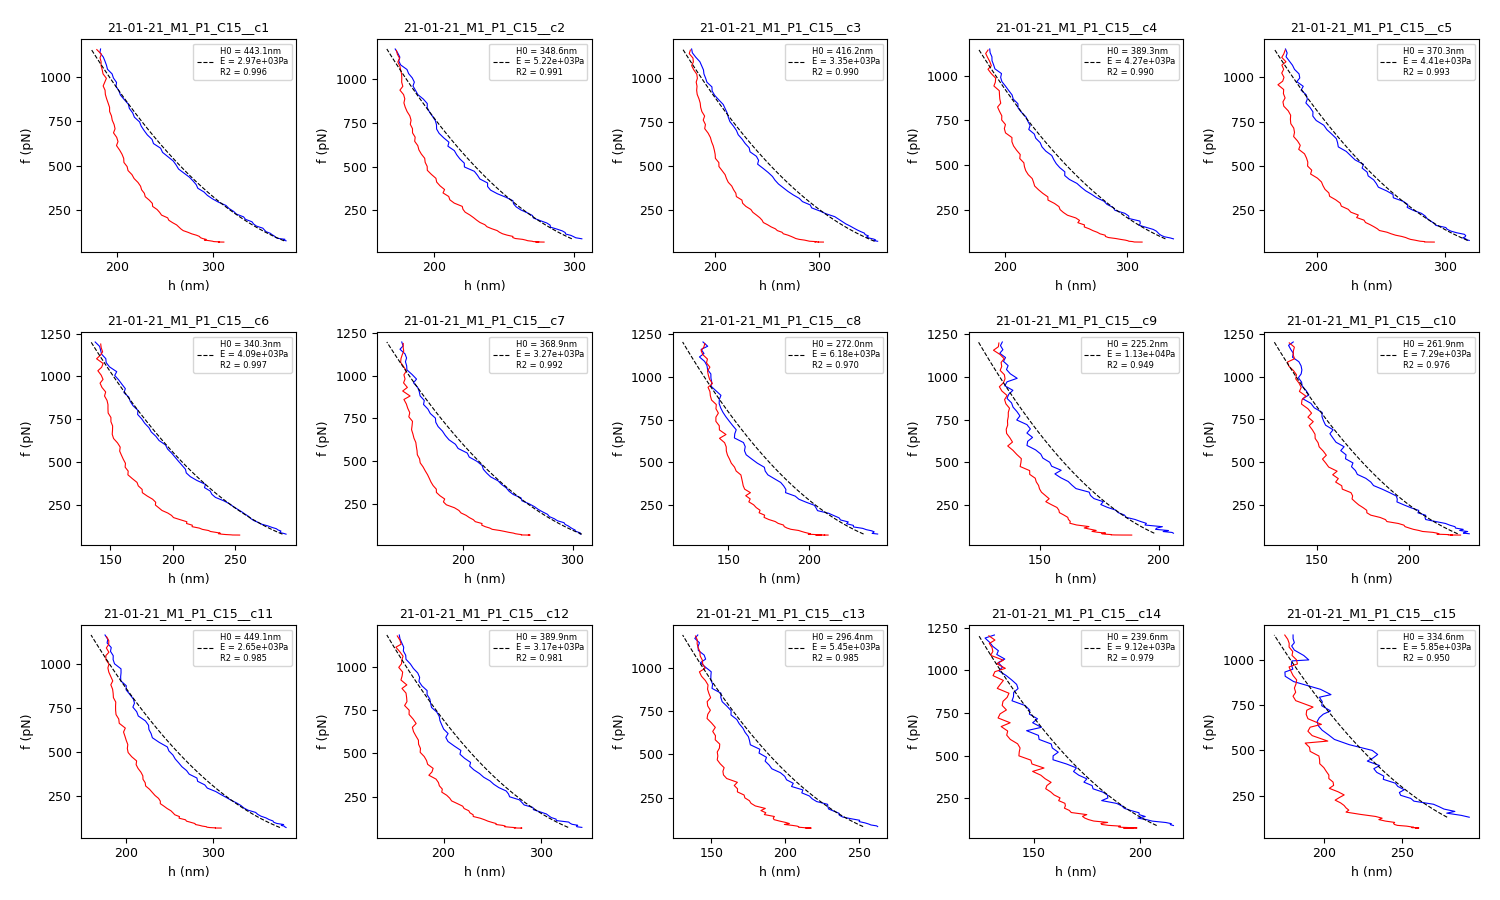 21-01-21_M1_P1_C15__c1
H0 = 443.1nm
E = 2.97e+03Pa
R2 = 0.996
f (pN)
1000
750
500
250
200 300
h (nm)
21-01-21_M1_P1_C15__c2
H0 = 348.6nm
E = 5.22e+03Pa
R2 = 0.991
f (pN)
1000
750
500
250
200 300
h (nm)
21-01-21_M1_P1_C15__c3
H0 = 416.2nm
E = 3.35e+03Pa
R2 = 0.990
f (pN)
1000
750
500
250
200 300
h (nm)
21-01-21_M1_P1_C15__c4
H0 = 389.3nm
E = 4.27e+03Pa
R2 = 0.990
f (pN)
1000
750
500
250
200 300
h (nm)
21-01-21_M1_P1_C15__c5
H0 = 370.3nm
E = 4.41e+03Pa
R2 = 0.993
f (pN)
1000
750
500
250
200 300
h (nm)
21-01-21_M1_P1_C15__c6
H0 = 340.3nm
E = 4.09e+03Pa
R2 = 0.997
f (pN)
1250
1000
750
500
250
150 200 250
h (nm)
21-01-21_M1_P1_C15__c7
H0 = 368.9nm
E = 3.27e+03Pa
R2 = 0.992
f (pN)
1250
1000
750
500
250
200 300
h (nm)
21-01-21_M1_P1_C15__c8
H0 = 272.0nm
E = 6.18e+03Pa
R2 = 0.970
f (pN)
1250
1000
750
500
250
150 200
h (nm)
21-01-21_M1_P1_C15__c9
H0 = 225.2nm
E = 1.13e+04Pa
R2 = 0.949
f (pN)
1250
1000
750
500
250
150 200
h (nm)
21-01-21_M1_P1_C15__c10
H0 = 261.9nm
E = 7.29e+03Pa
R2 = 0.976
f (pN)
1250
1000
750
500
250
150 200
h (nm)
21-01-21_M1_P1_C15__c11
H0 = 449.1nm
E = 2.65e+03Pa
R2 = 0.985
f (pN)
1000
750
500
250
200 300
h (nm)
21-01-21_M1_P1_C15__c12
H0 = 389.9nm
E = 3.17e+03Pa
R2 = 0.981
f (pN)
1000
750
500
250
200 300
h (nm)
21-01-21_M1_P1_C15__c13
H0 = 296.4nm
E = 5.45e+03Pa
R2 = 0.985
f (pN)
1000
750
500
250
150 200 250
h (nm)
21-01-21_M1_P1_C15__c14
H0 = 239.6nm
E = 9.12e+03Pa
R2 = 0.979
f (pN)
1250
1000
750
500
250
150 200
h (nm)
21-01-21_M1_P1_C15__c15
H0 = 334.6nm
E = 5.85e+03Pa
R2 = 0.950
f (pN)
1000
750
500
250
200 250
h (nm)